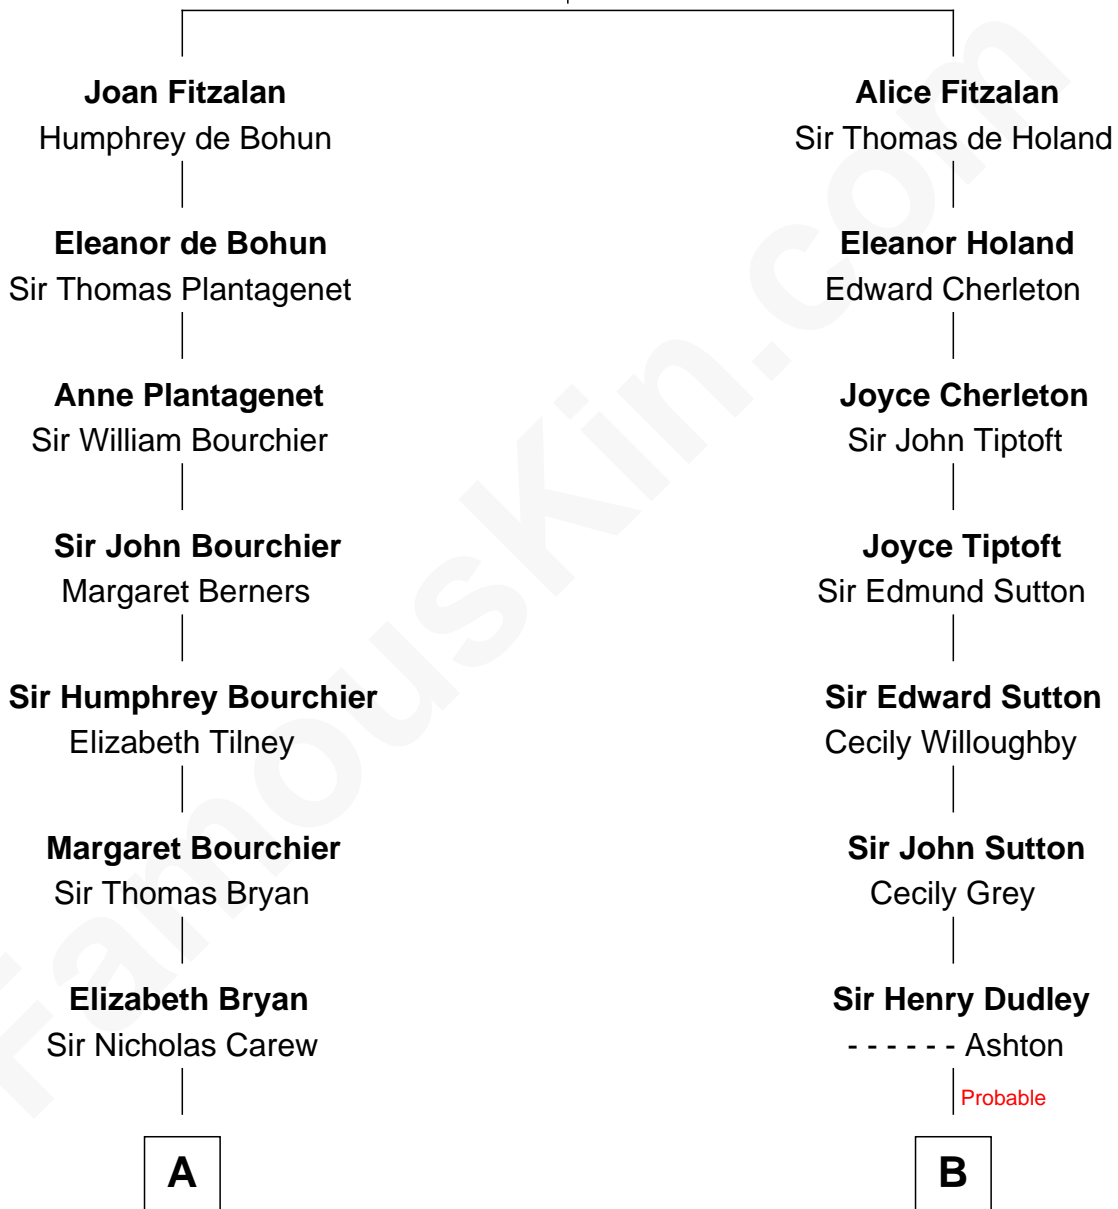 Joan Fitzalan
Humphrey de Bohun
Eleanor de Bohun
Sir Thomas Plantagenet
Anne Plantagenet
Sir William Bourchier
Sir John Bourchier
Margaret Berners
Sir Humphrey Bourchier
Elizabeth Tilney
Margaret Bourchier
Sir Thomas Bryan
Elizabeth Bryan
Sir Nicholas Carew
A
Alice Fitzalan
Sir Thomas de Holand
Eleanor Holand
Edward Cherleton
Joyce Cherleton
Sir John Tiptoft
Joyce Tiptoft
Sir Edmund Sutton
Sir Edward Sutton
Cecily Willoughby
Sir John Sutton
Cecily Grey
Sir Henry Dudley
- - - - - - Ashton
Probable
B
FamousKin.com